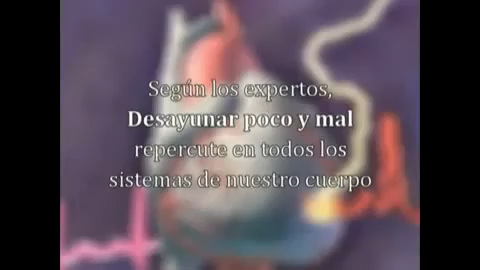 Según los expertos,
Desayunar poco y mal
repercute en todos los
sistemas de nuestro cuerpo